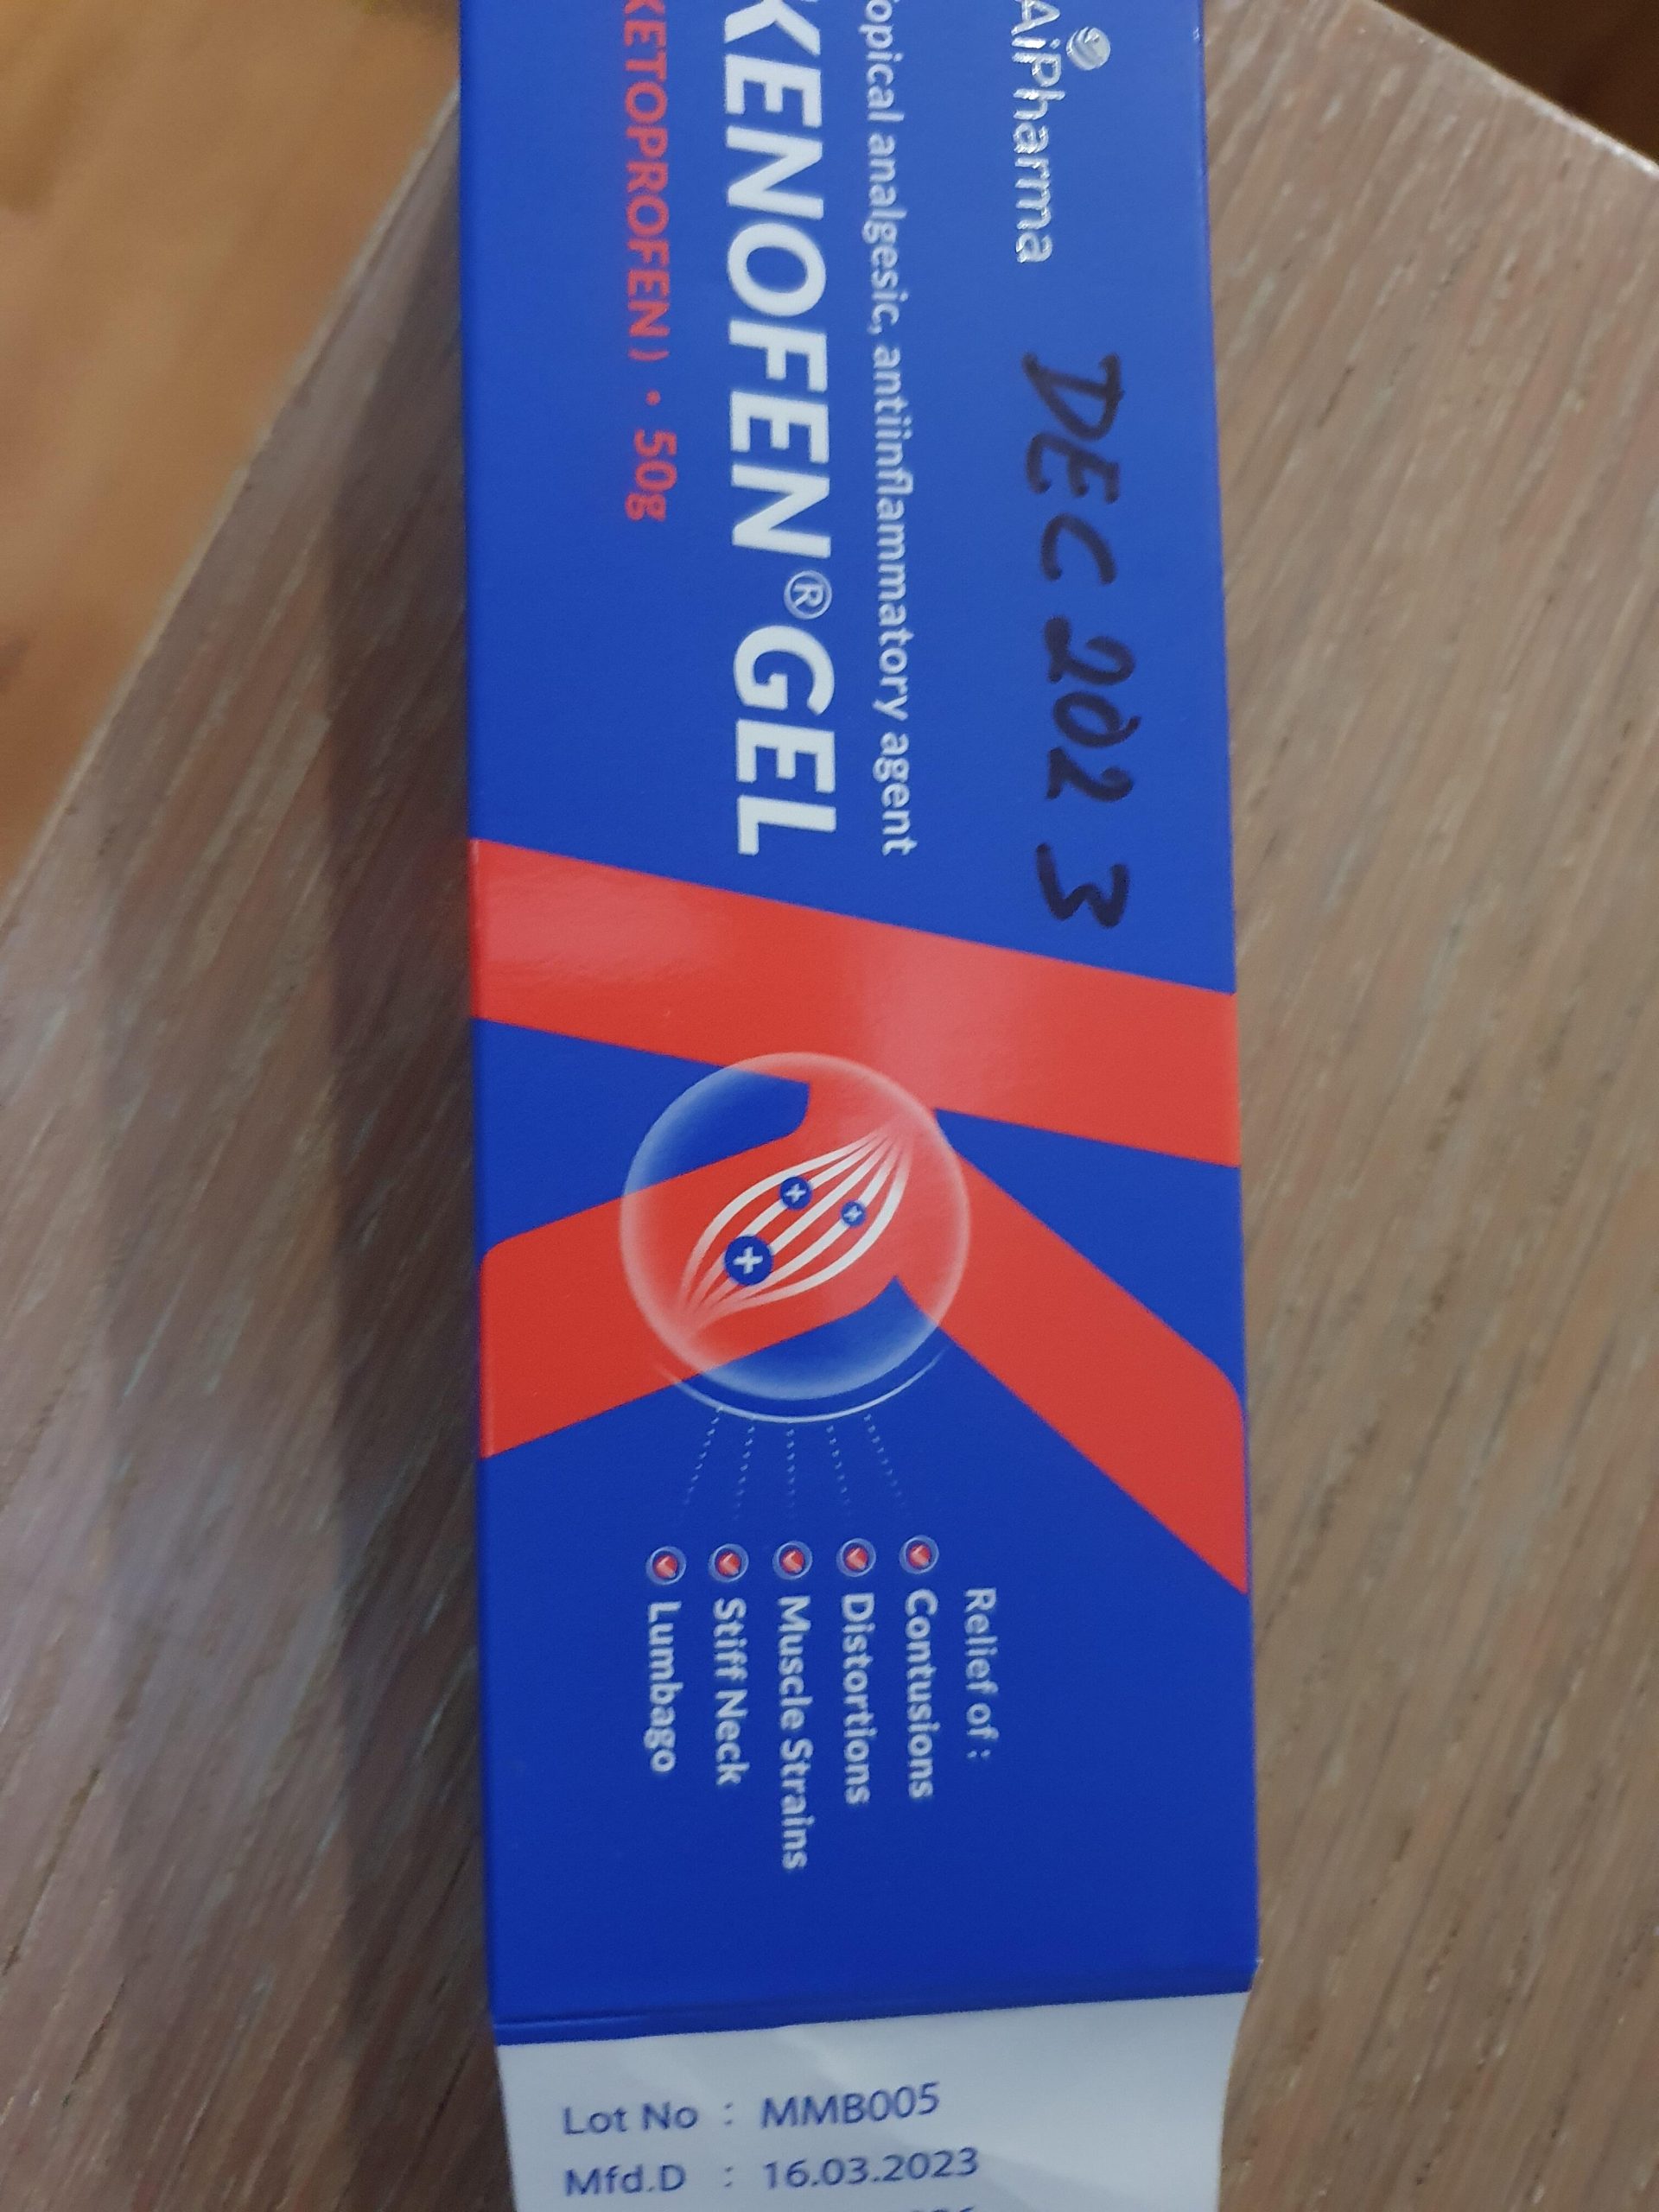 AiPharma
DEC 2023
Topical analgesic, antiinflammatory agent
KENOFEN® GEL
KETOPROFEN) • 50g
Relief of :
Contusions
Distortions
Muscle Strains
Stiff Neck
Lumbago
Lot No : MMB005
Mfd.D : 16.03.2023